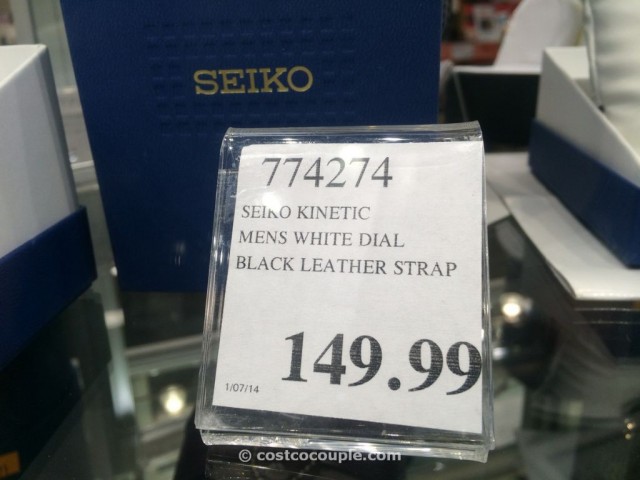 SEIKO
774274
SEIKO KINETIC
MENS WHITE DIAL
BLACK LEATHER STRAP
149.99
1/07/14
© costcocouple.com